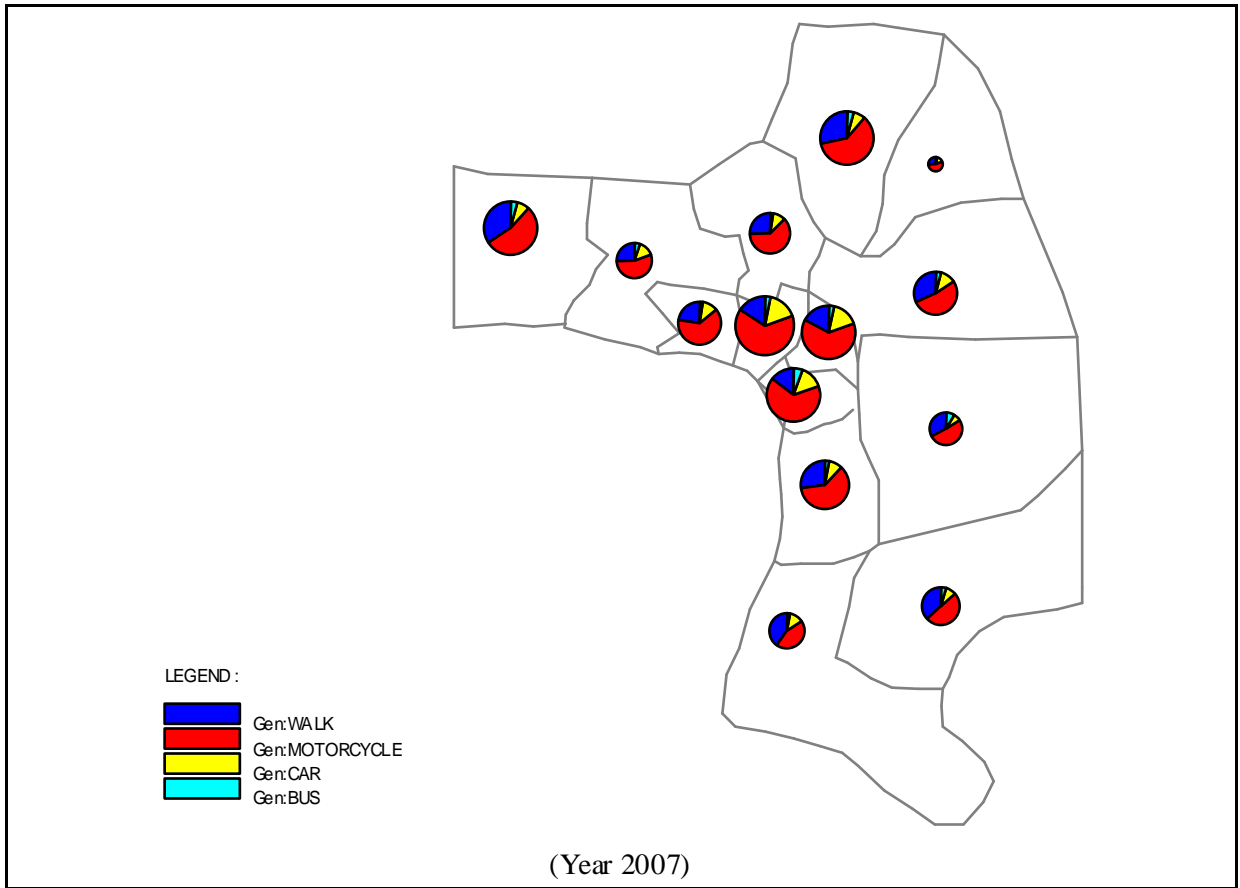 LEGEND :
Gen:WALK
Gen:MOTORCYCLE
Gen:CAR
Gen:BUS
(Year 2007)